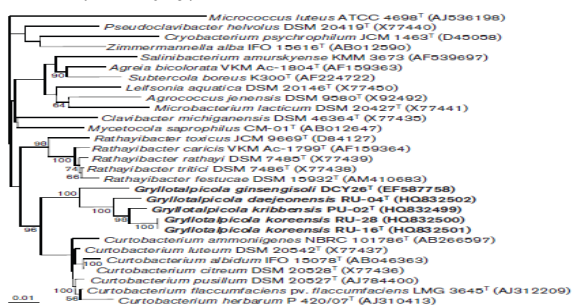 Micrococcus luteus ATCC 4698ᵀ (AJ536198)
Pseudoclavibacter helvolus DSM 20419ᵀ (X77440)
Cryobacterium psychrophilum JCM 1463ᵀ (D45058)
Zimmermannella alba IFO 15616ᵀ (AB012590)
Salinibacterium amurskyense KMM 3673 (AF539697)
Agreia bicolorata VKM Ac-1804ᵀ (AF159363)
90
Subtercola boreus K300ᵀ (AF224722)
Leifsonia aquatica DSM 20146ᵀ (X77450)
Agrococcus jenensis DSM 9580ᵀ (X92492)
64
Microbacterium lacticum DSM 20427ᵀ (X77441)
Clavibacter michiganensis DSM 46364ᵀ (X77435)
Mycetocola saprophilus CM-01ᵀ (AB012647)
Rathayibacter toxicus JCM 9669ᵀ (D84127)
98
Rathayibacter caricis VKM Ac-1799ᵀ (AF159364)
100
Rathayibacter rathayi DSM 7485ᵀ (X77439)
74
Rathayibacter tritici DSM 7486ᵀ (X77438)
66
Rathayibacter festucae DSM 15932ᵀ (AM410683)
Gryllotalpicola ginsengisoli DCY26ᵀ (EF587758)
100
Gryllotalpicola daejeonensis RU-04ᵀ (HQ832502)
100
Gryllotalpicola kribbensis PU-02ᵀ (HQ832499)
98
Gryllotalpicola koreensis RU-28 (HQ832500)
100
Gryllotalpicola koreensis RU-16ᵀ (HQ832501)
96
Curtobacterium ammoniigenes NBRC 101786ᵀ (AB266597)
Curtobacterium luteum DSM 20542ᵀ (X77437)
Curtobacterium albidum IFO 15078ᵀ (AB046363)
100
Curtobacterium citreum DSM 20528ᵀ (X77436)
Curtobacterium pusillum DSM 20527ᵀ (AJ784400)
100
Curtobacterium flaccumfaciens pv. flaccumfaciens LMG 3645ᵀ (AJ312209)
56
Curtobacterium herbarum P 420/07ᵀ (AJ310413)
0.01